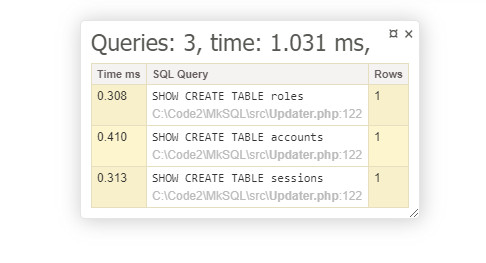 Queries: 3, time: 1.031 ms,
¤ ×
Time ms SQL Query Rows
0.308 SHOW CREATE TABLE roles 1
C:\Code2\MkSQL\src\Updater.php:122
0.410 SHOW CREATE TABLE accounts 1
C:\Code2\MkSQL\src\Updater.php:122
0.313 SHOW CREATE TABLE sessions 1
C:\Code2\MkSQL\src\Updater.php:122